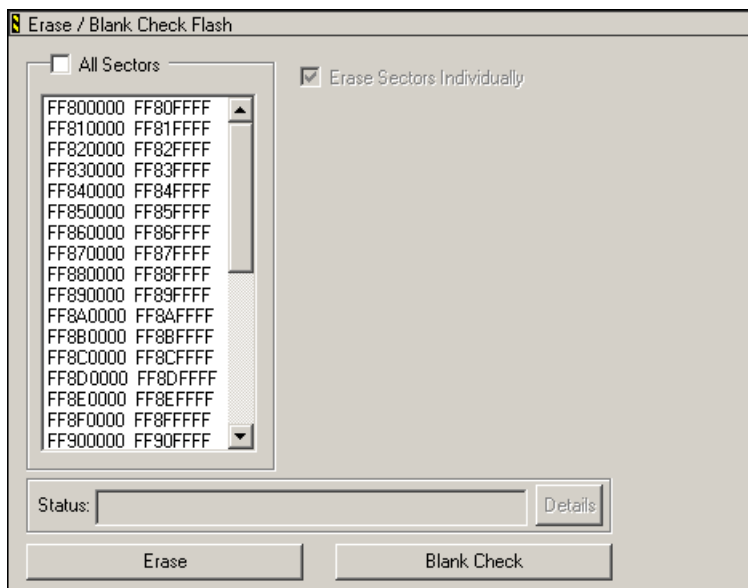 Erase / Blank Check Flash
All Sectors
Erase Sectors Individually
FF800000 FF80FFFF
FF810000 FF81FFFF
FF820000 FF82FFFF
FF830000 FF83FFFF
FF840000 FF84FFFF
FF850000 FF85FFFF
FF860000 FF86FFFF
FF870000 FF87FFFF
FF880000 FF88FFFF
FF890000 FF89FFFF
FF8A0000 FF8AFFFF
FF8B0000 FF8BFFFF
FF8C0000 FF8CFFFF
FF8D0000 FF8DFFFF
FF8E0000 FF8EFFFF
FF8F0000 FF8FFFFF
FF900000 FF90FFFF
Status:
Details
Erase
Blank Check